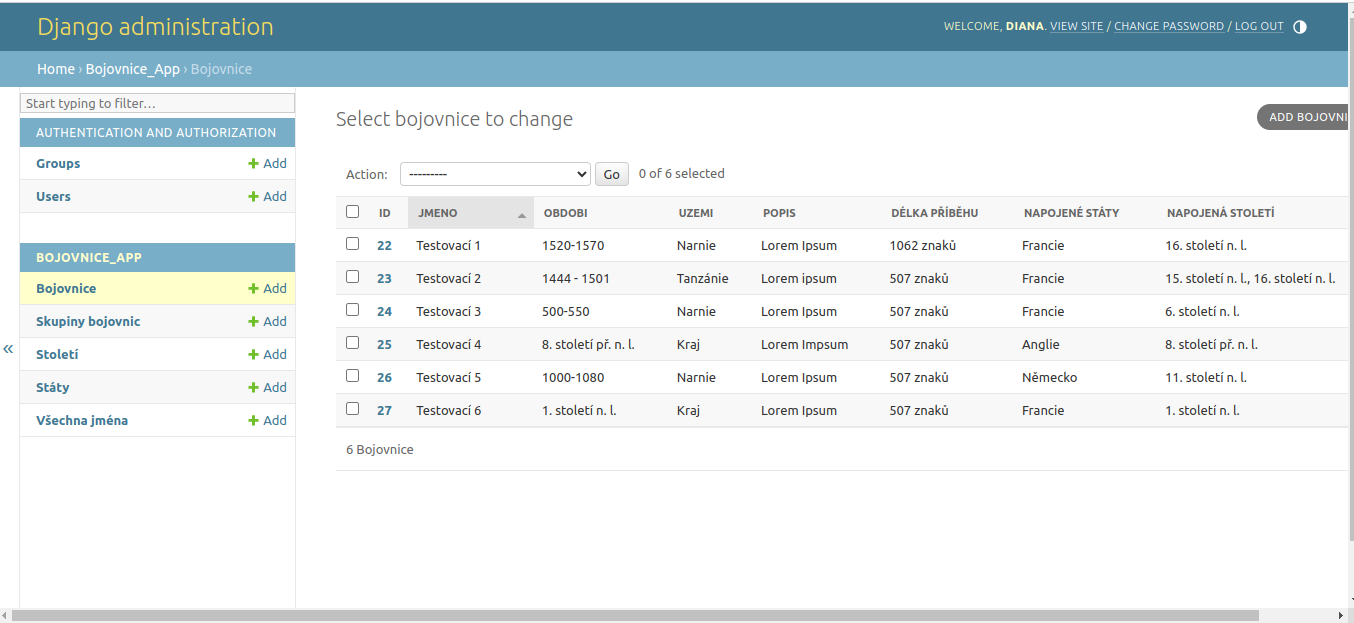 Django administration
WELCOME, DIANA. VIEW SITE / CHANGE PASSWORD / LOG OUT
Home › Bojovnice_App › Bojovnice
Start typing to filter…
AUTHENTICATION AND AUTHORIZATION
Groups + Add
Users + Add
BOJOVNICE_APP
Bojovnice + Add
Skupiny bojovnic + Add
Století + Add
Státy + Add
Všechna jména + Add
«
Select bojovnice to change
ADD BOJOVNI
Action: --------- Go 0 of 6 selected
ID JMENO OBDOBI UZEMI POPIS DÉLKA PŘÍBĚHU NAPOJENÉ STÁTY NAPOJENÁ STOLETÍ
22 Testovací 1 1520-1570 Narnie Lorem Ipsum 1062 znaků Francie 16. století n. l.
23 Testovací 2 1444 - 1501 Tanzánie Lorem ipsum 507 znaků Francie 15. století n. l., 16. století n. l.
24 Testovací 3 500-550 Narnie Lorem Ipsum 507 znaků Francie 6. století n. l.
25 Testovací 4 8. století př. n. l. Kraj Lorem Impsum 507 znaků Anglie 8. století př. n. l.
26 Testovací 5 1000-1080 Narnie Lorem Ipsum 507 znaků Německo 11. století n. l.
27 Testovací 6 1. století n. l. Kraj Lorem Ipsum 507 znaků Francie 1. století n. l.
6 Bojovnice